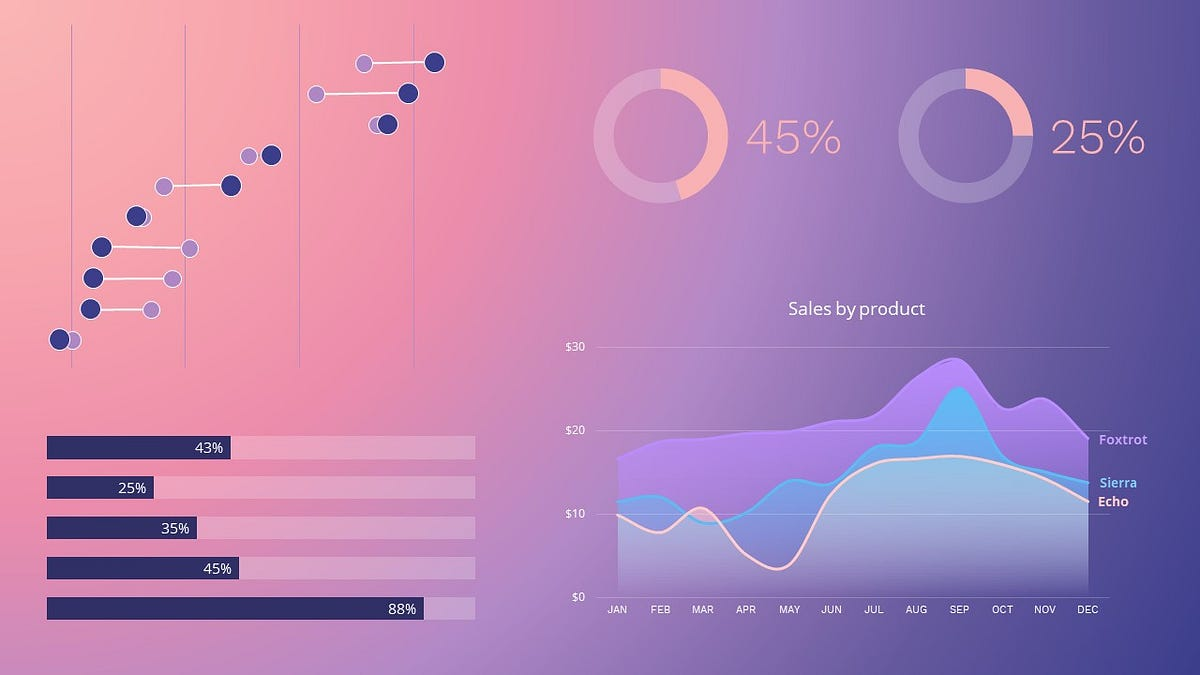 45%
25%
43%
25%
35%
45%
88%
Sales by product
$30
$20
$10
$0
Foxtrot
Sierra
Echo
JAN FEB MAR APR MAY JUN JUL AUG SEP OCT NOV DEC